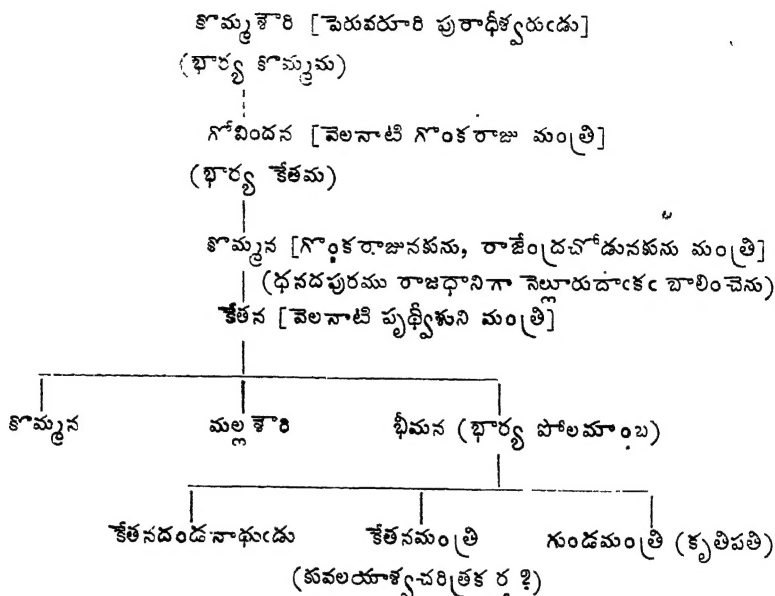 కొమ్మశౌరి [పెరువరూరి పురాధీశ్వరుఁడు]
(భార్య కొమ్మమ)
గోవిందన [వెలనాటి గొంకరాజు మంత్రి]
(భార్య కేతమ)
కొమ్మన [గొంకరాజునకును, రాజేంద్రచోడునకును మంత్రి]
(ధనదపురము రాజధానిగా నెల్లూరుదాఁకఁ బాలించెను)
కేతన [వెలనాటి పృథ్వీశుని మంత్రి]
కొమ్మన మల్లశౌరి భీమన (భార్య పోలమాంబ)
కేతనదండనాథుఁడు కేతనమంత్రి గుండమంత్రి (కృతిపతి)
(కువలయాశ్వచరిత్రకర్త ?)